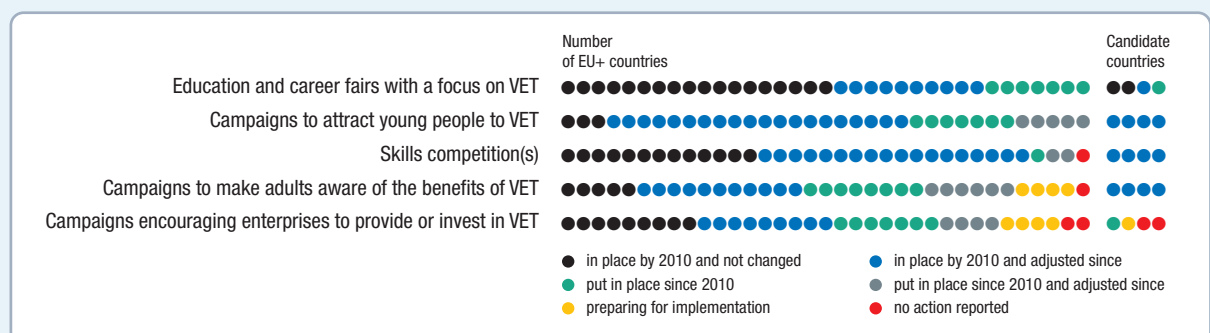 Number
of EU+ countries
Candidate
countries
Education and career fairs with a focus on VET
Campaigns to attract young people to VET
Skills competition(s)
Campaigns to make adults aware of the benefits of VET
Campaigns encouraging enterprises to provide or invest in VET
in place by 2010 and not changed
in place by 2010 and adjusted since
put in place since 2010
put in place since 2010 and adjusted since
preparing for implementation
no action reported